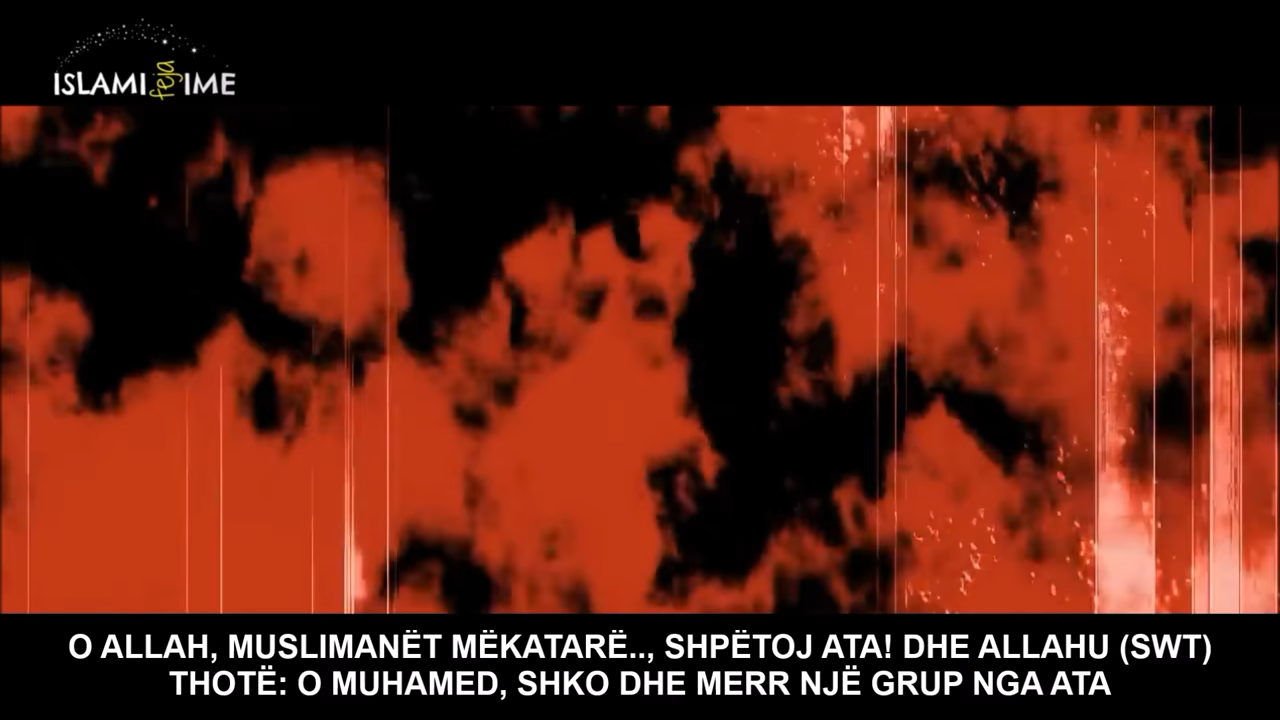 ISLAMI feja IME
O ALLAH, MUSLIMANËT MËKATARË.., SHPËTOJ ATA! DHE ALLAHU (SWT)
THOTË: O MUHAMED, SHKO DHE MERR NJË GRUP NGA ATA